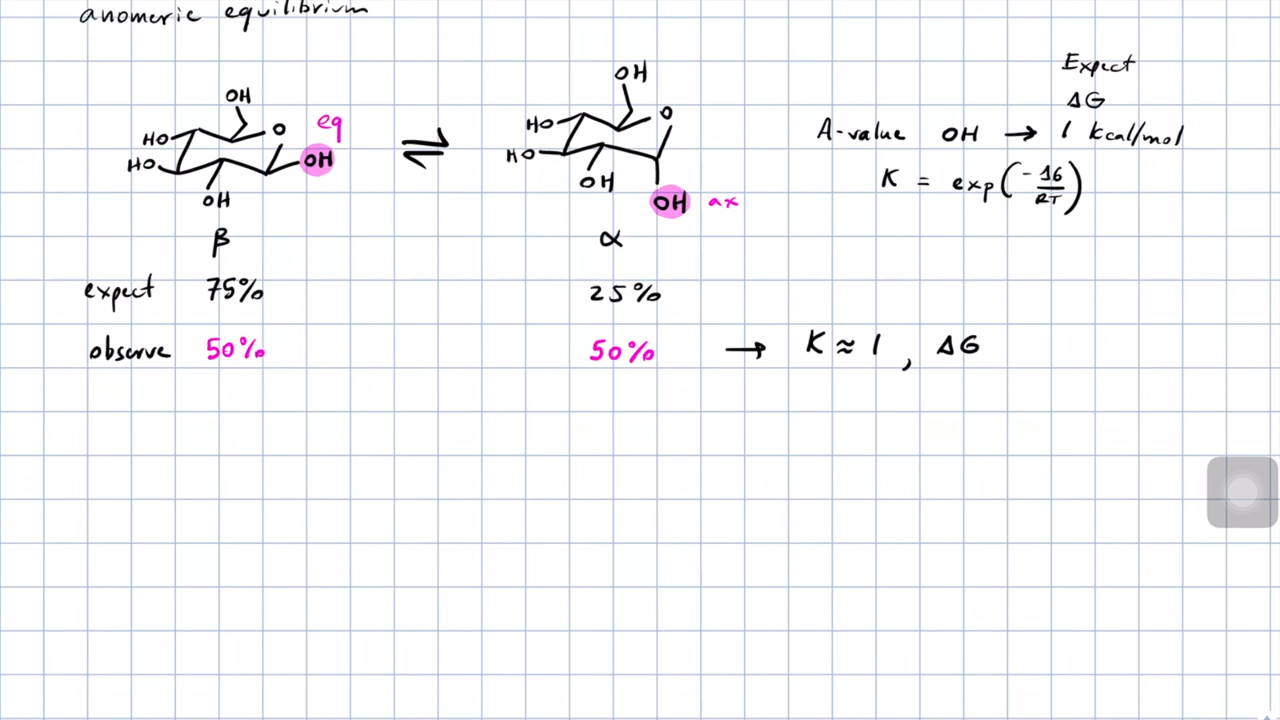 anomeric equilibrium
OH
HO
O
eq
HO
OH
OH
β
⇌
OH
HO
O
HO
OH
OH
ax
α
Expect
ΔG
A-value OH → 1 kcal/mol
K = exp(-ΔG/RT)
expect 75% 25%
observe 50% 50% → K ≈ 1, ΔG